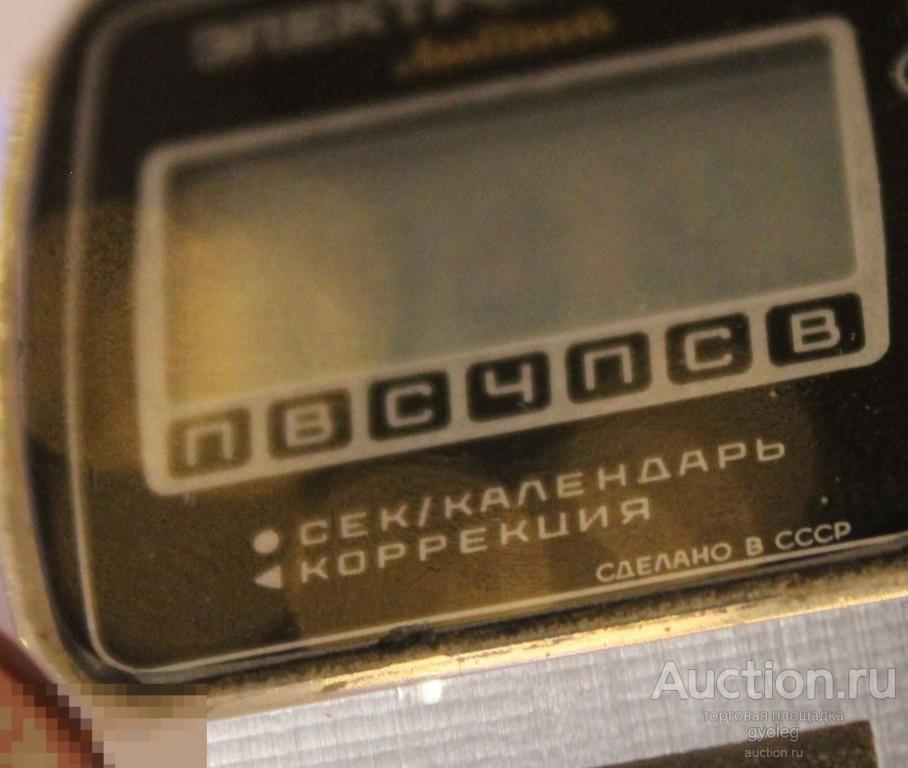 П В С Ч П С В
СЕК/КАЛЕНДАРЬ
КОРРЕКЦИЯ
СДЕЛАНО В СССР
Auction.ru
торговая площадка
gyoleg
auction.ru